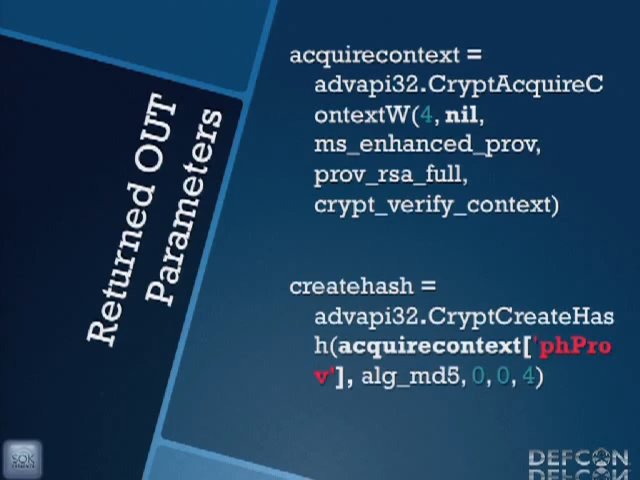 Returned OUT
Parameters
acquirecontext =
advapi32.CryptAcquireC
ontextW(4, nil,
ms_enhanced_prov,
prov_rsa_full,
crypt_verify_context)
createhash =
advapi32.CryptCreateHas
h(acquirecontext['phPro
v'], alg_md5, 0, 0, 4)
SOK
DEFCON